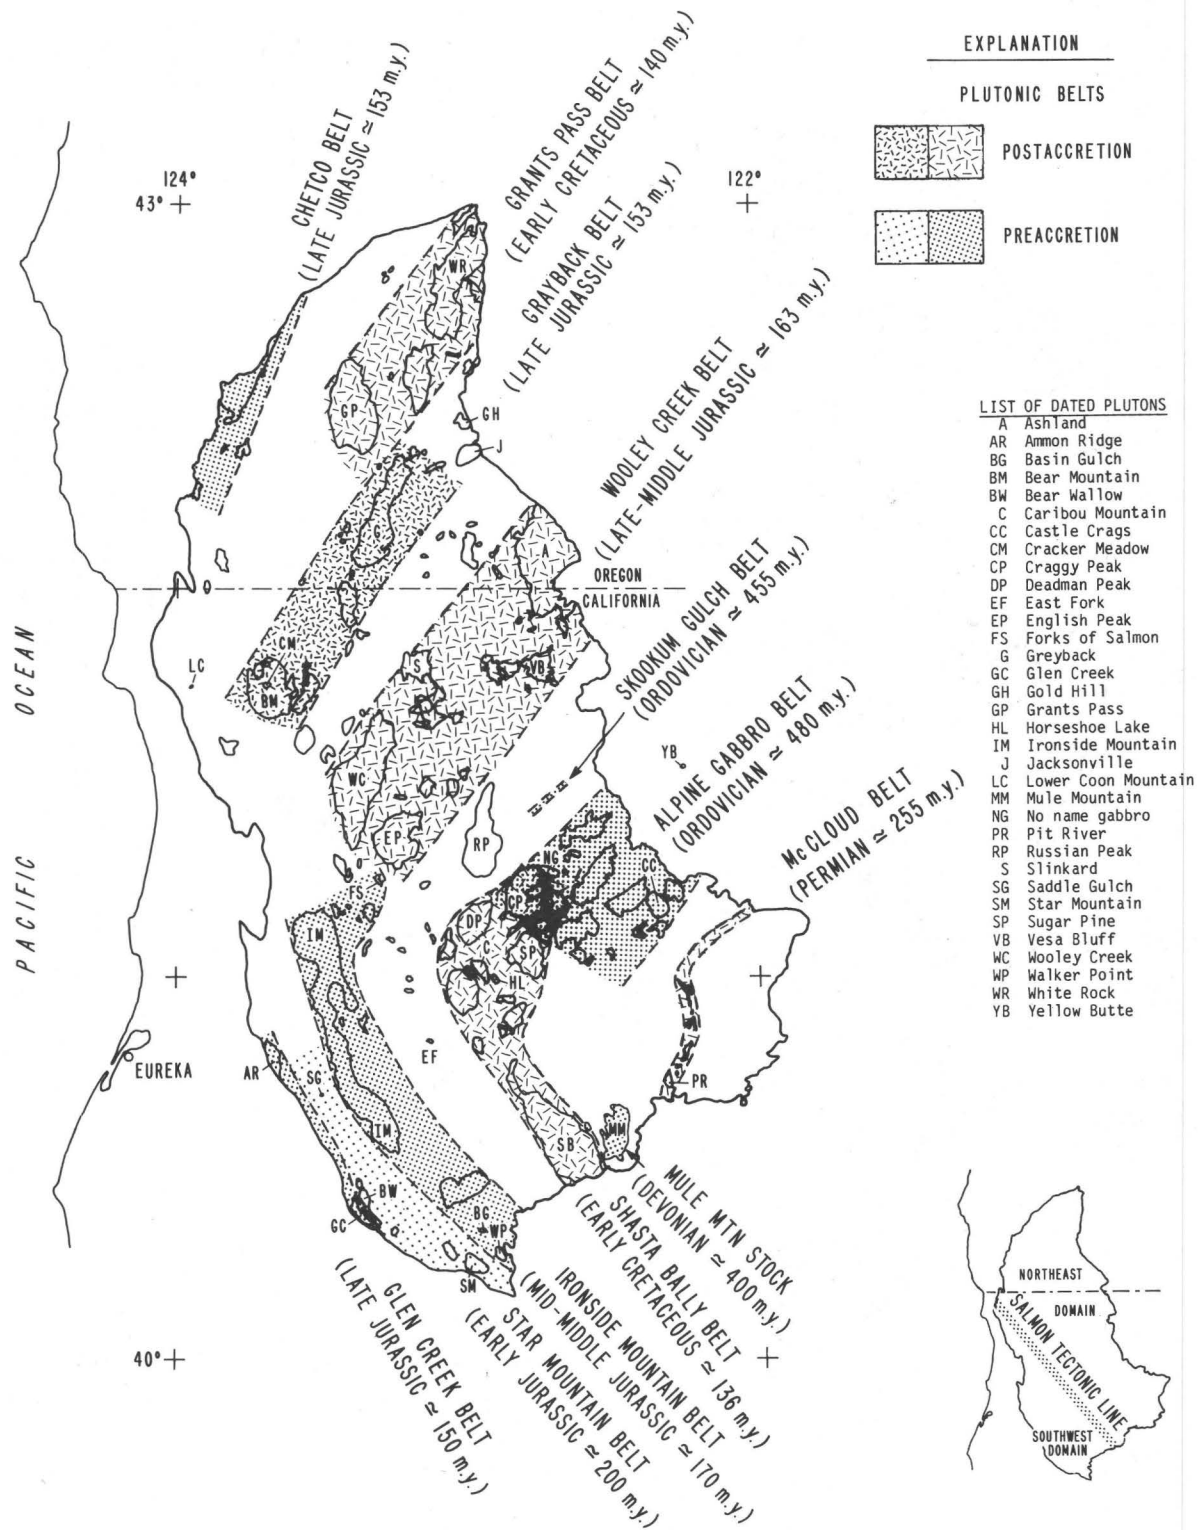 EXPLANATION
PLUTONIC BELTS
POSTACCRETION
PREACCRETION
CHETCO BELT
(LATE JURASSIC ≃ 153 m.y.)
GRANTS PASS BELT
(EARLY CRETACEOUS ≃ 140 m.y.)
GRAYBACK BELT
(LATE JURASSIC ≃ 153 m.y.)
WOOLEY CREEK BELT
(LATE-MIDDLE JURASSIC ≃ 163 m.y.)
SKOOKUM GULCH BELT
(ORDOVICIAN ≃ 455 m.y.)
ALPINE GABBRO BELT
(ORDOVICIAN ≃ 480 m.y.)
McCLOUD BELT
(PERMIAN ≃ 255 m.y.)
124°
43°
122°
WR
GP
GH
J
G
A
OREGON
CALIFORNIA
CM
LC
BM
S
VB
WC
EP
RP
YB
NG
CC
CP
FS
DP
C
SP
IM
HL
EF
AR
SG
PR
IM
SB
MM
BW
GC
BG
WP
SM
PACIFIC OCEAN
EUREKA
40°
MULE MTN STOCK
(DEVONIAN ≃ 400 m.y.)
SHASTA BALLY BELT
(EARLY CRETACEOUS ≃ 136 m.y.)
IRONSIDE MOUNTAIN BELT
(MID-MIDDLE JURASSIC ≃ 170 m.y.)
STAR MOUNTAIN BELT
(EARLY JURASSIC ≃ 200 m.y.)
GLEN CREEK BELT
(LATE JURASSIC ≃ 150 m.y.)
LIST OF DATED PLUTONS
A Ashland
AR Ammon Ridge
BG Basin Gulch
BM Bear Mountain
BW Bear Wallow
C Caribou Mountain
CC Castle Crags
CM Cracker Meadow
CP Craggy Peak
DP Deadman Peak
EF East Fork
EP English Peak
FS Forks of Salmon
G Greyback
GC Glen Creek
GH Gold Hill
GP Grants Pass
HL Horseshoe Lake
IM Ironside Mountain
J Jacksonville
LC Lower Coon Mountain
MM Mule Mountain
NG No name gabbro
PR Pit River
RP Russian Peak
S Slinkard
SG Saddle Gulch
SM Star Mountain
SP Sugar Pine
VB Vesa Bluff
WC Wooley Creek
WP Walker Point
WR White Rock
YB Yellow Butte
NORTHEAST
DOMAIN
SALMON TECTONIC LINE
SOUTHWEST
DOMAIN